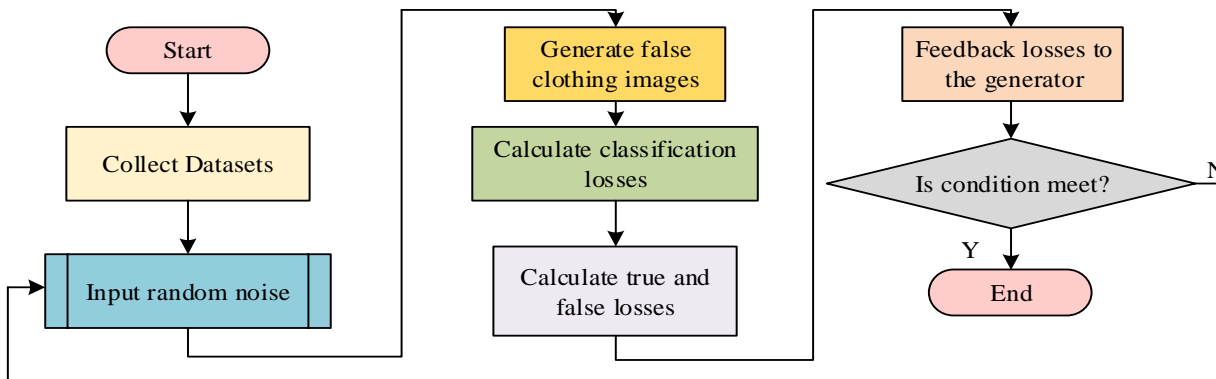 Start
Collect Datasets
Input random noise
Generate false
clothing images
Calculate classification
losses
Calculate true and
false losses
Feedback losses to
the generator
Is condition meet?
N
Y
End